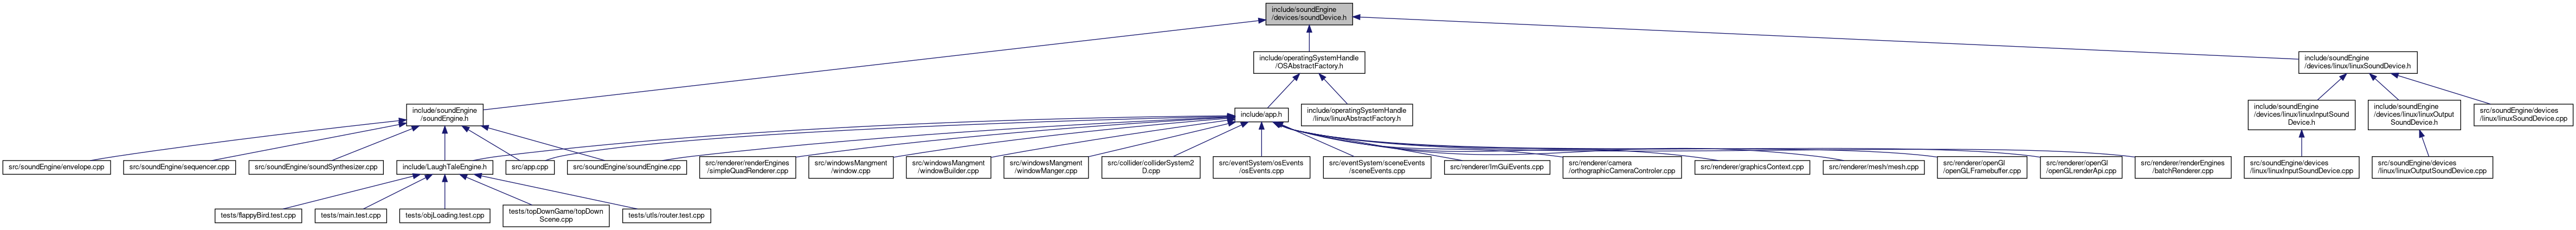 include/soundEngine
/devices/soundDevice.h
include/operatingSystemHandle
/OSAbstractFactory.h
include/soundEngine
/devices/linux/linuxSoundDevice.h
include/soundEngine
/soundEngine.h
include/app.h
include/operatingSystemHandle
/linux/linuxAbstractFactory.h
include/soundEngine
/devices/linux/linuxInputSound
Device.h
include/soundEngine
/devices/linux/linuxOutput
SoundDevice.h
src/soundEngine/devices
/linux/linuxSoundDevice.cpp
src/soundEngine/envelope.cpp
src/soundEngine/sequencer.cpp
src/soundEngine/soundSynthesizer.cpp
include/LaughTaleEngine.h
src/app.cpp
src/soundEngine/soundEngine.cpp
src/renderer/renderEngines
/simpleQuadRenderer.cpp
src/windowsMangment
/window.cpp
src/windowsMangment
/windowBuilder.cpp
src/windowsMangment
/windowManger.cpp
src/collider/colliderSystem2
D.cpp
src/eventSystem/osEvents
/osEvents.cpp
src/eventSystem/sceneEvents
/sceneEvents.cpp
src/renderer/ImGuiEvents.cpp
src/renderer/camera
/orthographicCameraControler.cpp
src/renderer/graphicsContext.cpp
src/renderer/mesh/mesh.cpp
src/renderer/openGl
/openGLFramebuffer.cpp
src/renderer/openGl
/openGLrenderApi.cpp
src/renderer/renderEngines
/batchRenderer.cpp
src/soundEngine/devices
/linux/linuxInputSoundDevice.cpp
src/soundEngine/devices
/linux/linuxOutputSoundDevice.cpp
tests/flappyBird.test.cpp
tests/main.test.cpp
tests/objLoading.test.cpp
tests/topDownGame/topDown
Scene.cpp
tests/utls/router.test.cpp